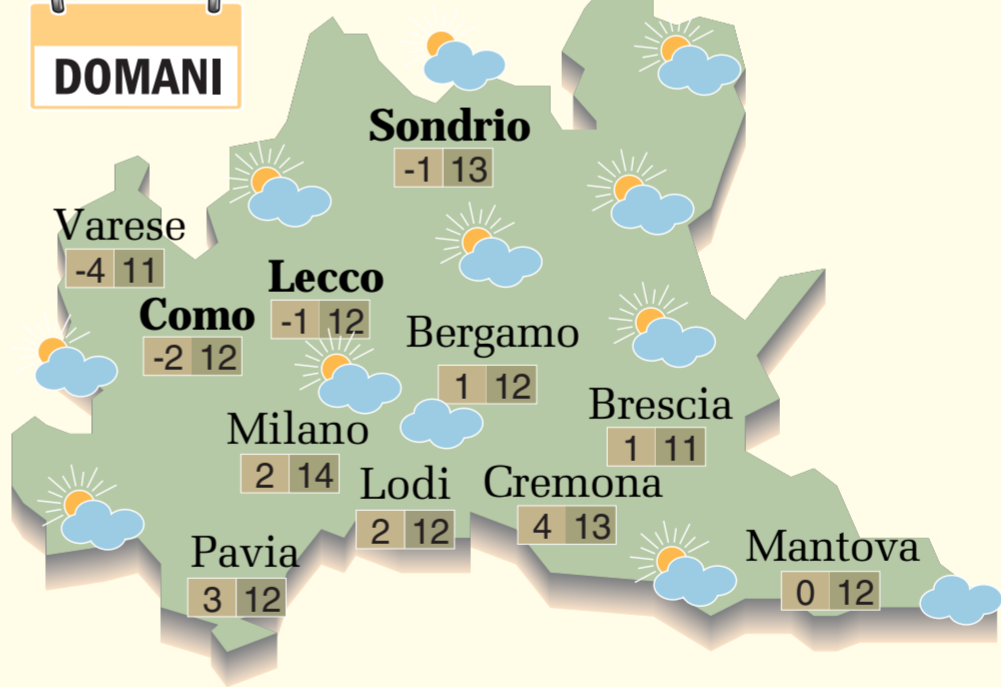 DOMANI
Sondrio
-1 13
Varese
-4 11
Lecco
-1 12
Como
-2 12
Bergamo
1 12
Brescia
1 11
Milano
2 14
Lodi
2 12
Cremona
4 13
Pavia
3 12
Mantova
0 12